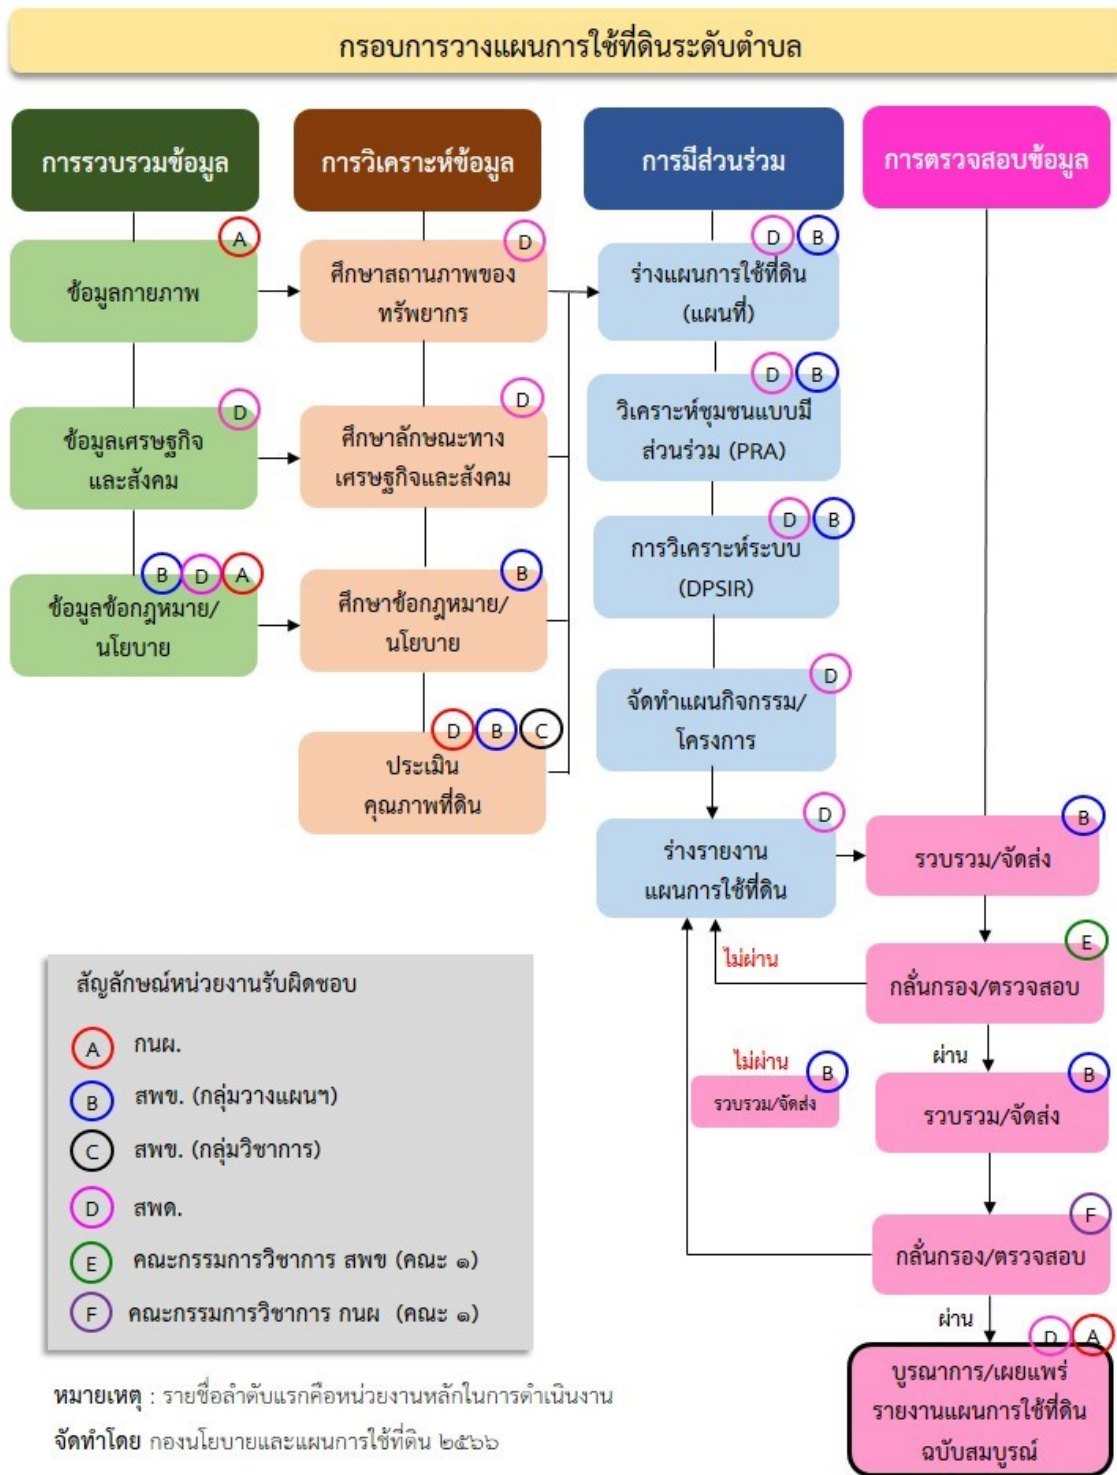 กรอบการวางแผนการใช้ที่ดินระดับตำบล
การรวบรวมข้อมูล
A
ข้อมูลกายภาพ
D
ข้อมูลเศรษฐกิจ
และสังคม
B D A
ข้อมูลข้อกฎหมาย/
นโยบาย
การวิเคราะห์ข้อมูล
D
ศึกษาสถานภาพของ
ทรัพยากร
D
ศึกษาลักษณะทาง
เศรษฐกิจและสังคม
B
ศึกษาข้อกฎหมาย/
นโยบาย
D B C
ประเมิน
คุณภาพที่ดิน
การมีส่วนร่วม
D B
ร่างแผนการใช้ที่ดิน
(แผนที่)
D B
วิเคราะห์ชุมชนแบบมี
ส่วนร่วม (PRA)
D B
การวิเคราะห์ระบบ
(DPSIR)
D
จัดทำแผนกิจกรรม/
โครงการ
D
ร่างรายงาน
แผนการใช้ที่ดิน
การตรวจสอบข้อมูล
B
รวบรวม/จัดส่ง
E
กลั่นกรอง/ตรวจสอบ
ไม่ผ่าน
ผ่าน
B
รวบรวม/จัดส่ง
F
กลั่นกรอง/ตรวจสอบ
ไม่ผ่าน
B
รวบรวม/จัดส่ง
ผ่าน
D A
บูรณาการ/เผยแพร่
รายงานแผนการใช้ที่ดิน
ฉบับสมบูรณ์
สัญลักษณ์หน่วยงานรับผิดชอบ
A กนผ.
B สพข. (กลุ่มวางแผนฯ)
C สพข. (กลุ่มวิชาการ)
D สพด.
E คณะกรรมการวิชาการ สพข (คณะ ๑)
F คณะกรรมการวิชาการ กนผ (คณะ ๑)
หมายเหตุ : รายชื่อลำดับแรกคือหน่วยงานหลักในการดำเนินงาน
จัดทำโดย กองนโยบายและแผนการใช้ที่ดิน ๒๕๖๖